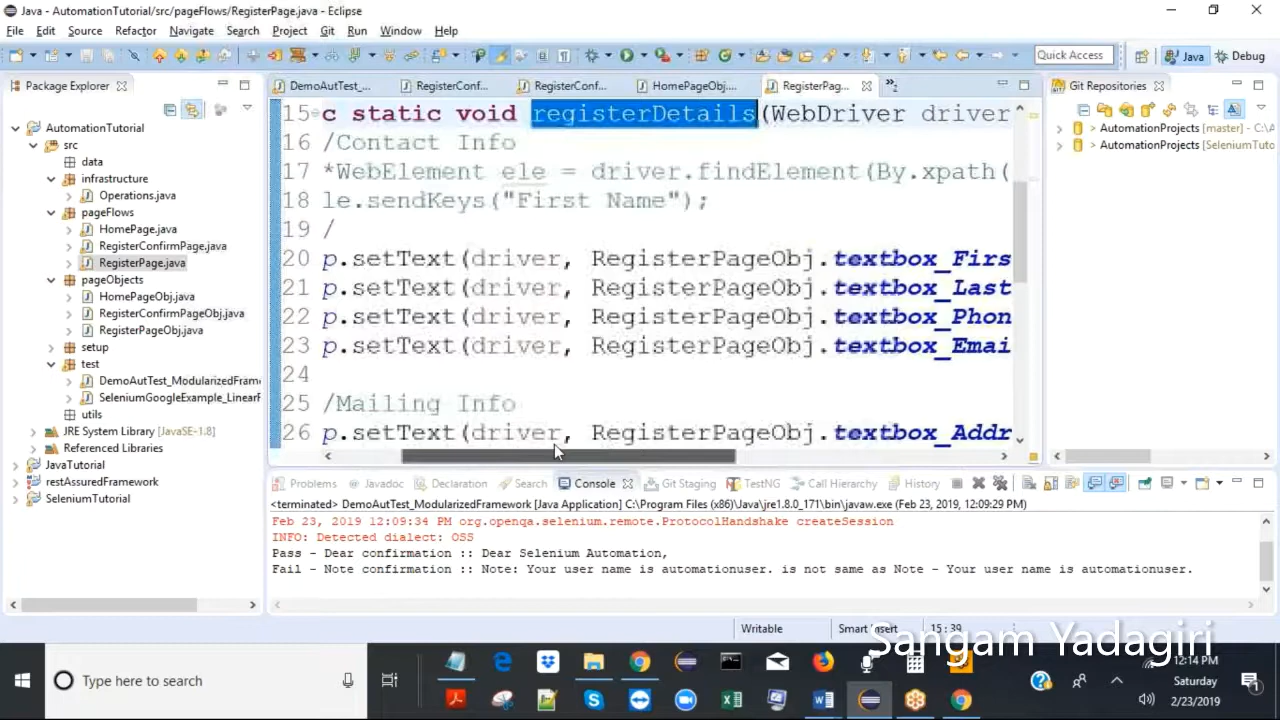 Java - AutomationTutorial/src/pageFlows/RegisterPage.java - Eclipse
File Edit Source Refactor Navigate Search Project Git Run Window Help
Quick Access
Java
Debug
Package Explorer
AutomationTutorial
src
data
infrastructure
Operations.java
pageFlows
HomePage.java
RegisterConfirmPage.java
RegisterPage.java
pageObjects
HomePageObj.java
RegisterConfirmPageObj.java
RegisterPageObj.java
setup
test
DemoAutTest_ModularizedFrame
SeleniumGoogleExample_LinearF
utils
JRE System Library [JavaSE-1.8]
Referenced Libraries
JavaTutorial
restAssuredFramework
SeleniumTutorial
DemoAutTest_...
RegisterConf...
RegisterConf...
HomePageObj....
RegisterPag...
»2
15 c static void registerDetails(WebDriver driver
16 /Contact Info
17 *WebElement ele = driver.findElement(By.xpath(
18 le.sendKeys("First Name");
19 /
20 p.setText(driver, RegisterPageObj.textbox_Firs
21 p.setText(driver, RegisterPageObj.textbox_Last
22 p.setText(driver, RegisterPageObj.textbox_Phon
23 p.setText(driver, RegisterPageObj.textbox_Emai
24
25 /Mailing Info
26 p.setText(driver, RegisterPageObj.textbox_Addr
Git Repositories
> AutomationProjects [master] - C:\A
> AutomationProjects [SeleniumTuto
Problems
Javadoc
Declaration
Search
Console
Git Staging
TestNG
Call Hierarchy
History
<terminated> DemoAutTest_ModularizedFramework [Java Application] C:\Program Files (x86)\Java\jre1.8.0_171\bin\javaw.exe (Feb 23, 2019, 12:09:29 PM)
Feb 23, 2019 12:09:34 PM org.openqa.selenium.remote.ProtocolHandshake createSession
INFO: Detected dialect: OSS
Pass - Dear confirmation :: Dear Selenium Automation,
Fail - Note confirmation :: Note: Your user name is automationuser. is not same as Note - Your user name is automationuser.
Writable
Smart Insert
15 : 39
Sangam Yadagiri
Type here to search
12:14 PM
Saturday
2/23/2019
1